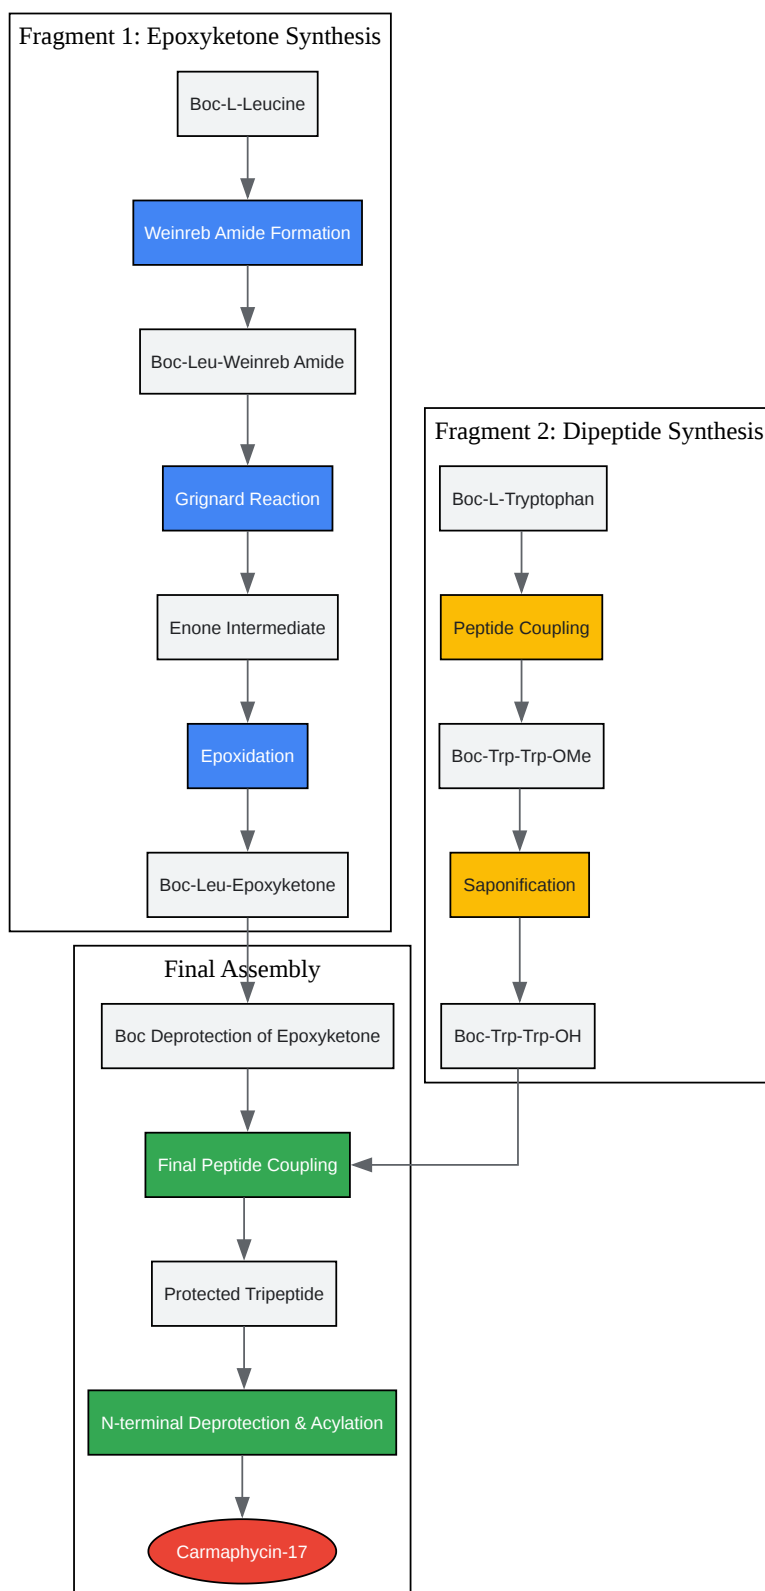 Fragment 1: Epoxyketone Synthesis
Boc-L-Leucine
Weinreb Amide Formation
Boc-Leu-Weinreb Amide
Grignard Reaction
Enone Intermediate
Epoxidation
Boc-Leu-Epoxyketone
Fragment 2: Dipeptide Synthesis
Boc-L-Tryptophan
Peptide Coupling
Boc-Trp-Trp-OMe
Saponification
Boc-Trp-Trp-OH
Final Assembly
Boc Deprotection of Epoxyketone
Final Peptide Coupling
Protected Tripeptide
N-terminal Deprotection & Acylation
Carmaphycin-17